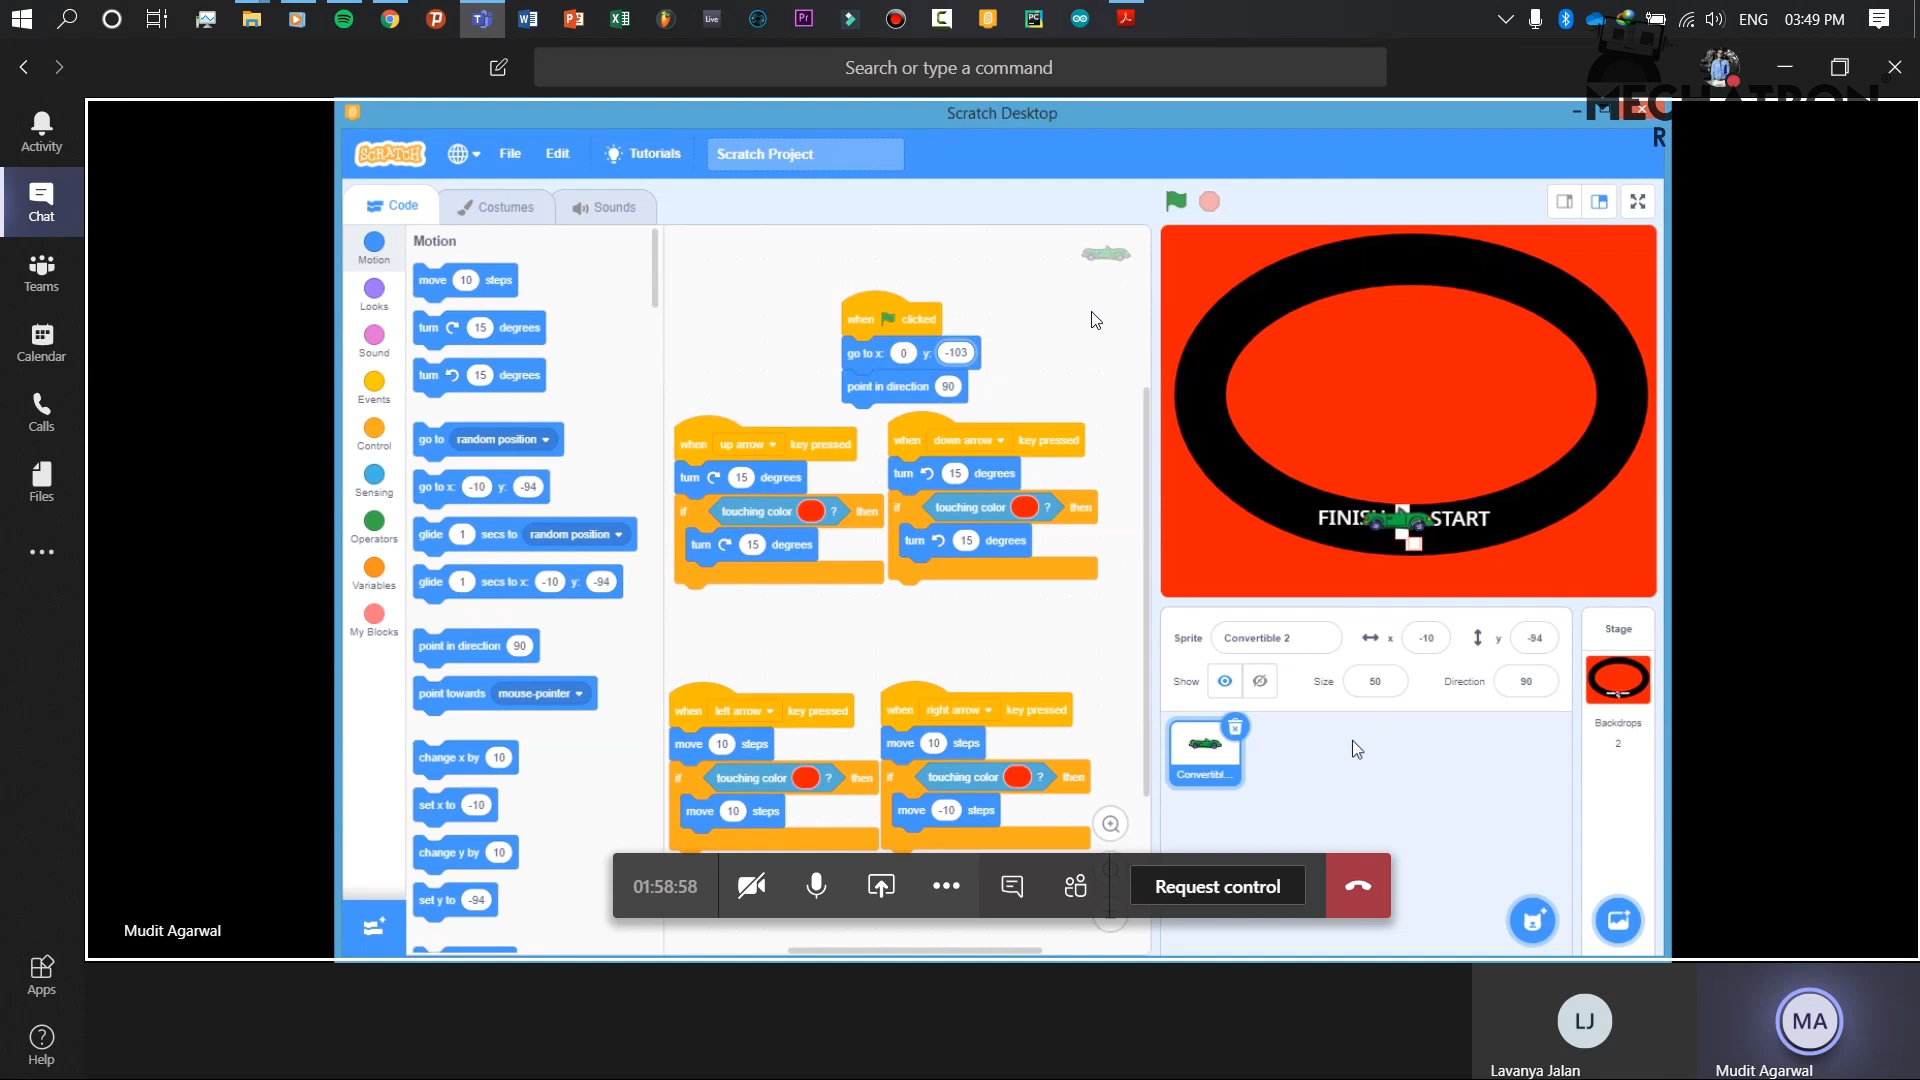 ENG 03:49 PM
Search or type a command
MECHATRON
R
Activity
Chat
Teams
Calendar
Calls
Files
Apps
Help
Scratch Desktop
SCRATCH File Edit Tutorials Scratch Project
Code Costumes Sounds
Motion
Looks
Sound
Events
Control
Sensing
Operators
Variables
My Blocks
Motion
move 10 steps
turn 15 degrees
turn 15 degrees
go to random position
go to x: -10 y: -94
glide 1 secs to random position
glide 1 secs to x: -10 y: -94
point in direction 90
point towards mouse-pointer
change x by 10
set x to -10
change y by 10
set y to -94
when clicked
go to x: 0 y: -103
point in direction 90
when up arrow key pressed
turn 15 degrees
if touching color ? then
turn 15 degrees
when down arrow key pressed
turn 15 degrees
if touching color ? then
turn 15 degrees
when left arrow key pressed
move 10 steps
if touching color ? then
move 10 steps
when right arrow key pressed
move 10 steps
if touching color ? then
move -10 steps
FINISH START
Sprite Convertible 2 x -10 y -94
Show Size 50 Direction 90
Convertibl...
Stage
Backdrops
2
01:58:58 Request control
Mudit Agarwal
LJ
Lavanya Jalan
MA
Mudit Agarwal